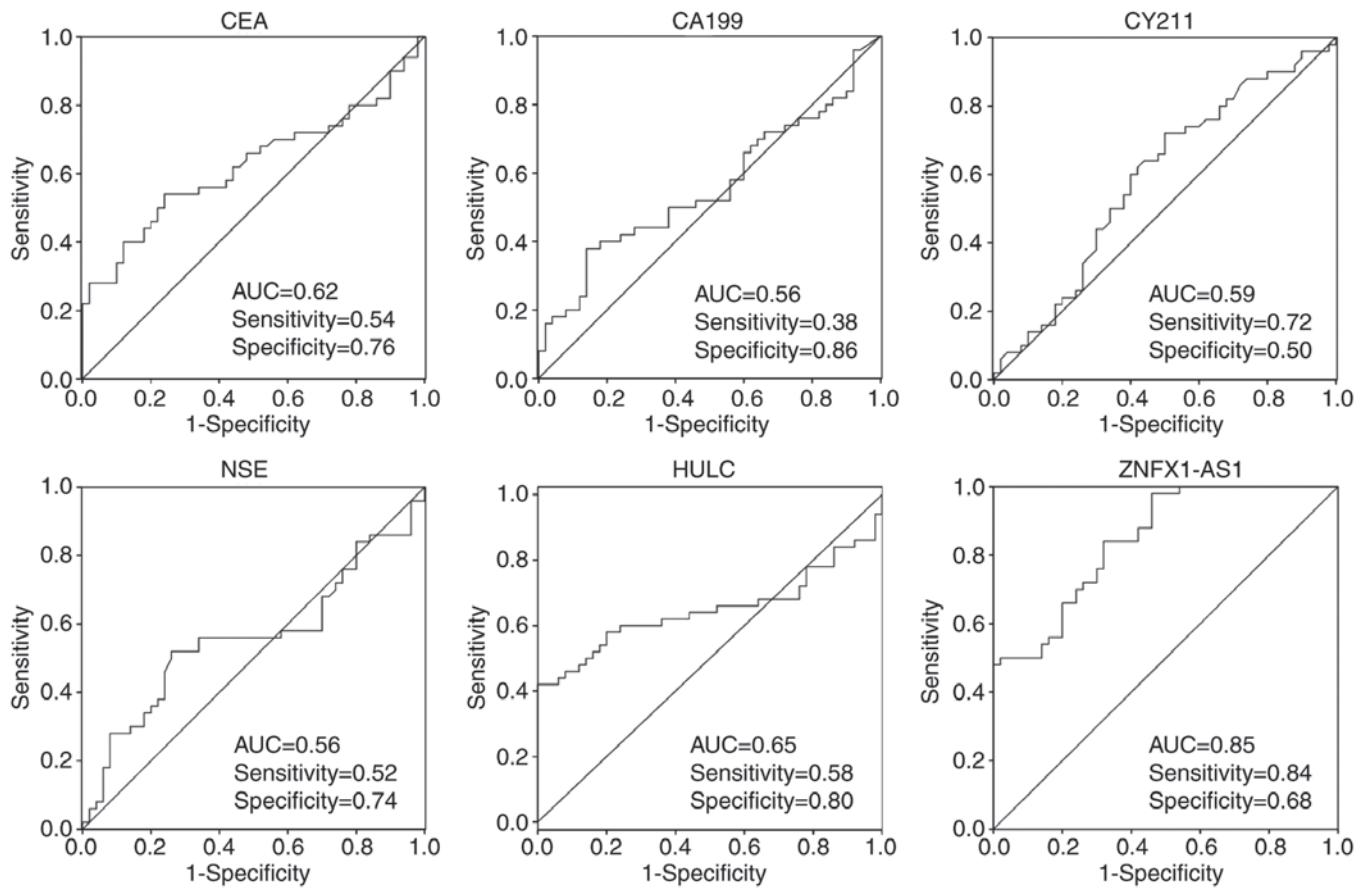 CEA
1.0
0.8
0.6
0.4
0.2
0.0
Sensitivity
AUC=0.62
Sensitivity=0.54
Specificity=0.76
0.0 0.2 0.4 0.6 0.8 1.0
1-Specificity
CA199
1.0
0.8
0.6
0.4
0.2
0.0
Sensitivity
AUC=0.56
Sensitivity=0.38
Specificity=0.86
0.0 0.2 0.4 0.6 0.8 1.0
1-Specificity
CY211
1.0
0.8
0.6
0.4
0.2
0.0
Sensitivity
AUC=0.59
Sensitivity=0.72
Specificity=0.50
0.0 0.2 0.4 0.6 0.8 1.0
1-Specificity
NSE
1.0
0.8
0.6
0.4
0.2
0.0
Sensitivity
AUC=0.56
Sensitivity=0.52
Specificity=0.74
0.0 0.2 0.4 0.6 0.8 1.0
1-Specificity
HULC
1.0
0.8
0.6
0.4
0.2
0.0
Sensitivity
AUC=0.65
Sensitivity=0.58
Specificity=0.80
0.0 0.2 0.4 0.6 0.8 1.0
1-Specificity
ZNFX1-AS1
1.0
0.8
0.6
0.4
0.2
0.0
Sensitivity
AUC=0.85
Sensitivity=0.84
Specificity=0.68
0.0 0.2 0.4 0.6 0.8 1.0
1-Specificity